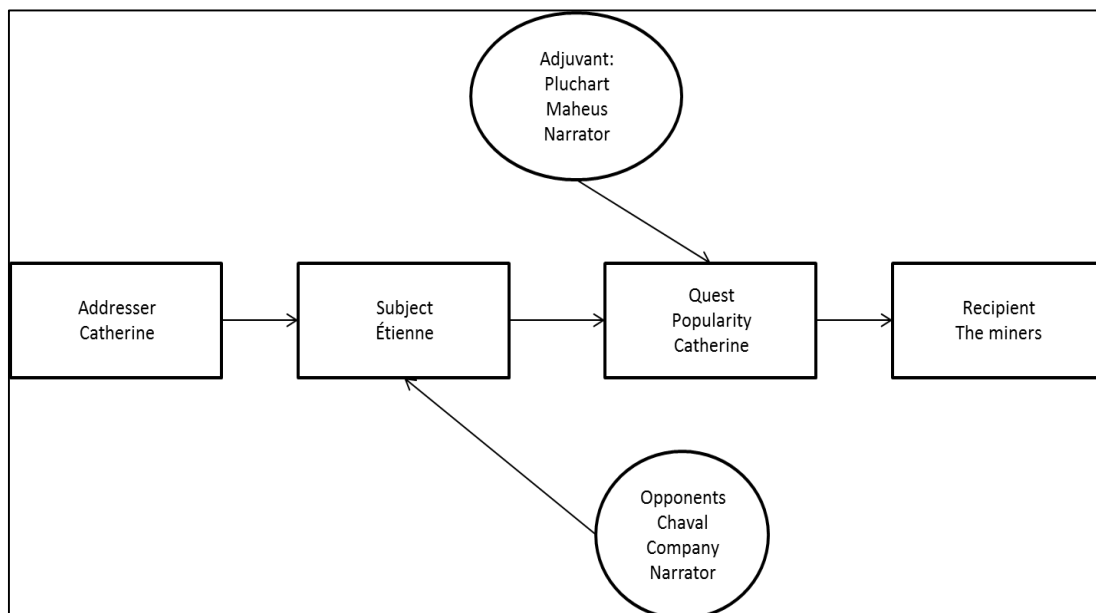 Adjuvant:
Pluchart
Maheus
Narrator
Addresser
Catherine
Subject
Étienne
Quest
Popularity
Catherine
Recipient
The miners
Opponents
Chaval
Company
Narrator